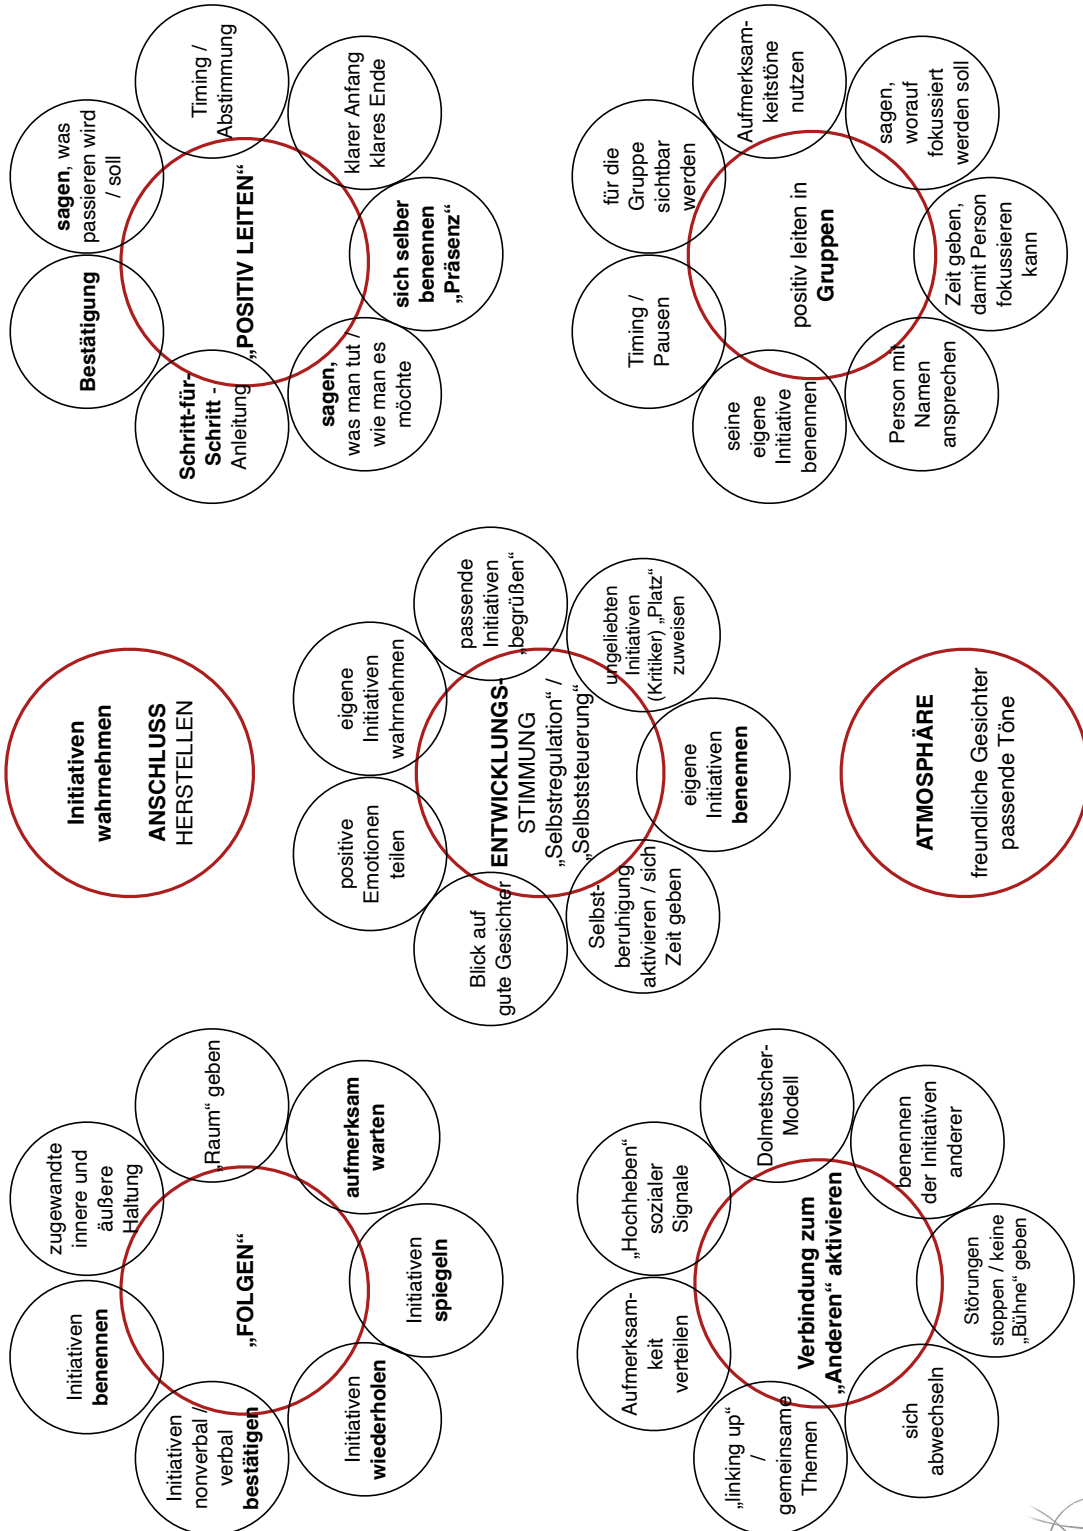 Initiativen
benennen
zugewandte
innere und
äußere
Haltung
„Raum“ geben
aufmerksam
warten
Initiativen
spiegeln
Initiativen
wiederholen
Initiativen
nonverbal /
verbal
bestätigen
„FOLGEN“
Initiativen
wahrnehmen
ANSCHLUSS
HERSTELLEN
Bestätigung
sagen, was
passieren wird
/ soll
Timing /
Abstimmung
klarer Anfang
klares Ende
sich selber
benennen
„Präsenz“
sagen,
was man tut /
wie man es
möchte
Schritt-für-
Schritt -
Anleitung
„POSITIV LEITEN“
positive
Emotionen
teilen
eigene
Initiativen
wahrnehmen
passende
Initiativen
„begrüßen“
ungeliebten
Initiativen
(Kritiker) „Platz“
zuweisen
eigene
Initiativen
benennen
Selbst-
beruhigung
aktivieren / sich
Zeit geben
Blick auf
gute Gesichter
ENTWICKLUNGS-
STIMMUNG
„Selbstregulation“ /
„Selbststeuerung“
Aufmerksam-
keit
verteilen
„Hochheben“
sozialer
Signale
Dolmetscher-
Modell
benennen
der Initiativen
anderer
Störungen
stoppen / keine
„Bühne“ geben
sich
abwechseln
„linking up“
/
gemeinsame
Themen
Verbindung zum
„Anderen“ aktivieren
ATMOSPHÄRE
freundliche Gesichter
passende Töne
Timing /
Pausen
für die
Gruppe
sichtbar
werden
Aufmerksam-
keitstöne
nutzen
sagen,
worauf
fokussiert
werden soll
Zeit geben,
damit Person
fokussieren
kann
Person mit
Namen
ansprechen
seine
eigene
Initiative
benennen
positiv leiten in
Gruppen